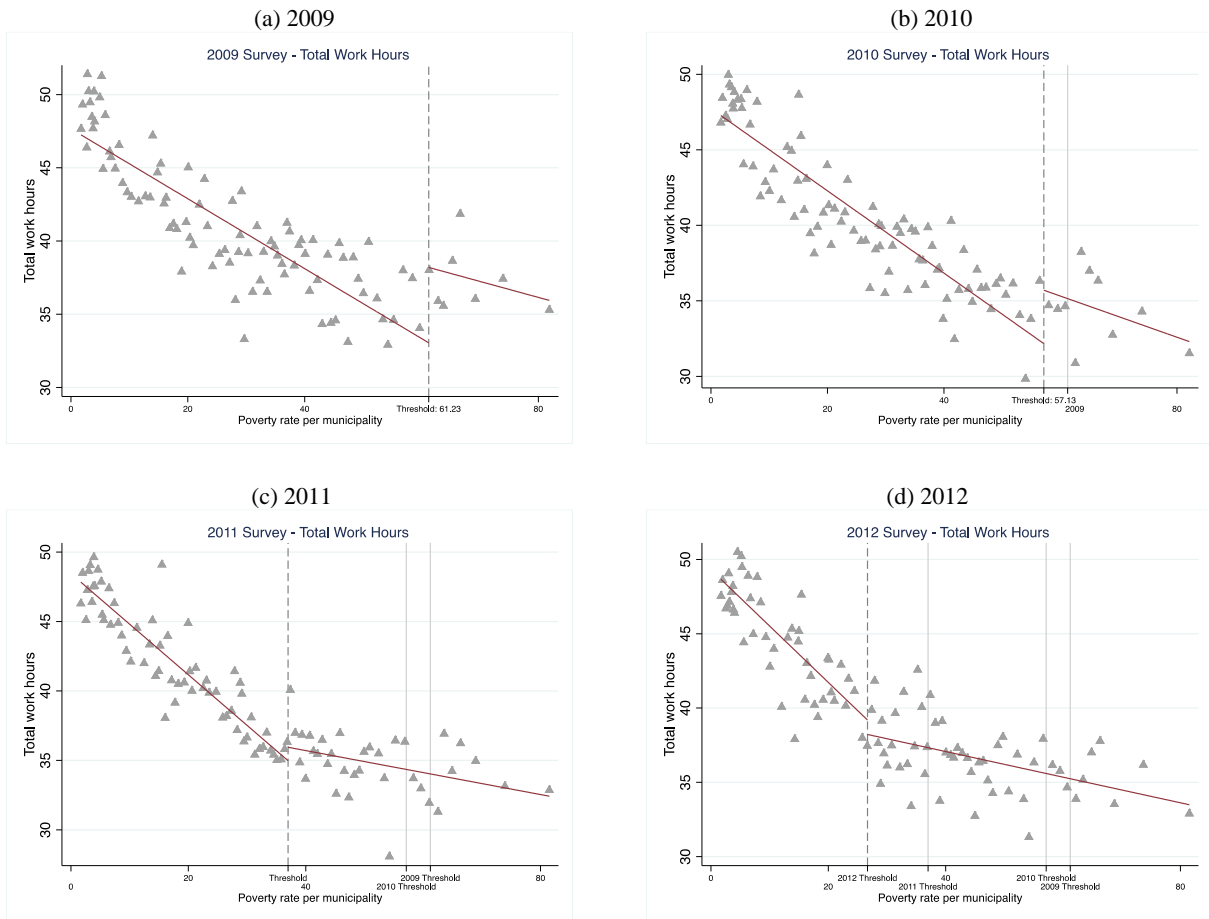 (a) 2009
2009 Survey - Total Work Hours
Total work hours
50
45
40
35
30
0
20
40
80
Threshold: 61.23
Poverty rate per municipality
(b) 2010
2010 Survey - Total Work Hours
Total work hours
50
45
40
35
30
0
20
40
80
Threshold: 57.13
2009
Poverty rate per municipality
(c) 2011
2011 Survey - Total Work Hours
Total work hours
50
45
40
35
30
0
20
40
80
Threshold
2009 Threshold
2010 Threshold
Poverty rate per municipality
(d) 2012
2012 Survey - Total Work Hours
Total work hours
50
45
40
35
30
0
20
40
80
2012 Threshold
2011 Threshold
2010 Threshold
2009 Threshold
Poverty rate per municipality